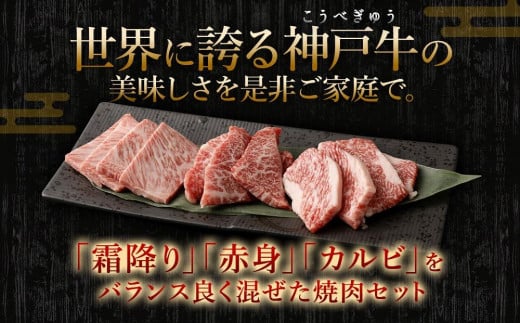 こうべぎゅう
世界に誇る神戸牛の
美味しさを是非ご家庭で。
「霜降り」「赤身」「カルビ」を
バランス良く混ぜた焼肉セット